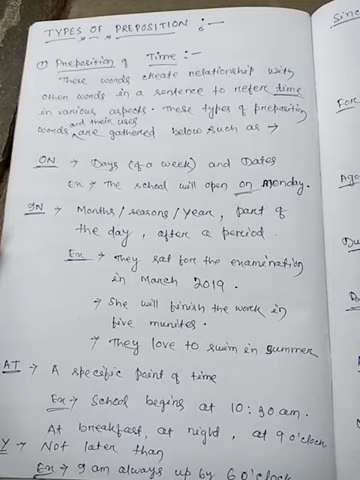 TYPES OF PREPOSITION :-
① Preposition of Time :-
These words create relationship with
other words in a sentence to refer time
in various aspects. These types of preposition
and their uses
words are gathered below such as →
ON → Days (of a week) and Dates
Ex → The school will open on Monday.
IN → Months/seasons/year, part of
the day, after a period.
Ex → They sat for the examination
in March 2019.
→ She will finish the work in
five munites.
→ They love to swim in summer
AT → A specific point of time
Ex → School begins at 10:30 am.
At breakfast, at night, at 9 o'clock
Y → Not later than
Ex → I am always up by 6 o'clock
Since
For
Ago